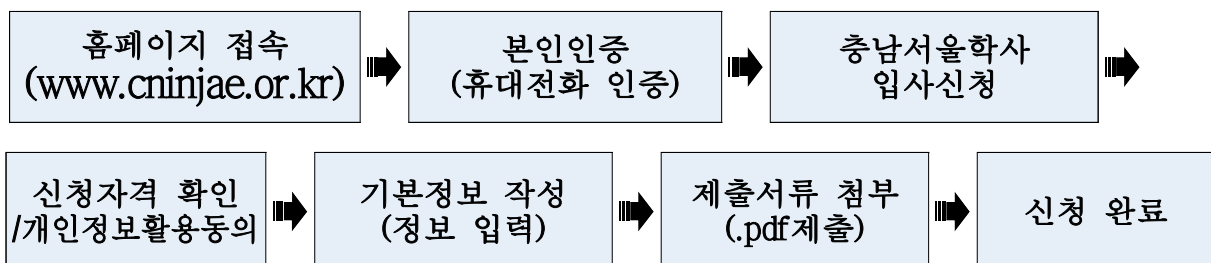 홈페이지 접속
(www.cninjae.or.kr)
본인인증
(휴대전화 인증)
충남서울학사
입사신청
신청자격 확인
/개인정보활용동의
기본정보 작성
(정보 입력)
제출서류 첨부
(.pdf제출)
신청 완료